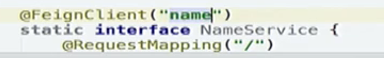 @FeignClient("name")
static interface NameService {
@RequestMapping("/")